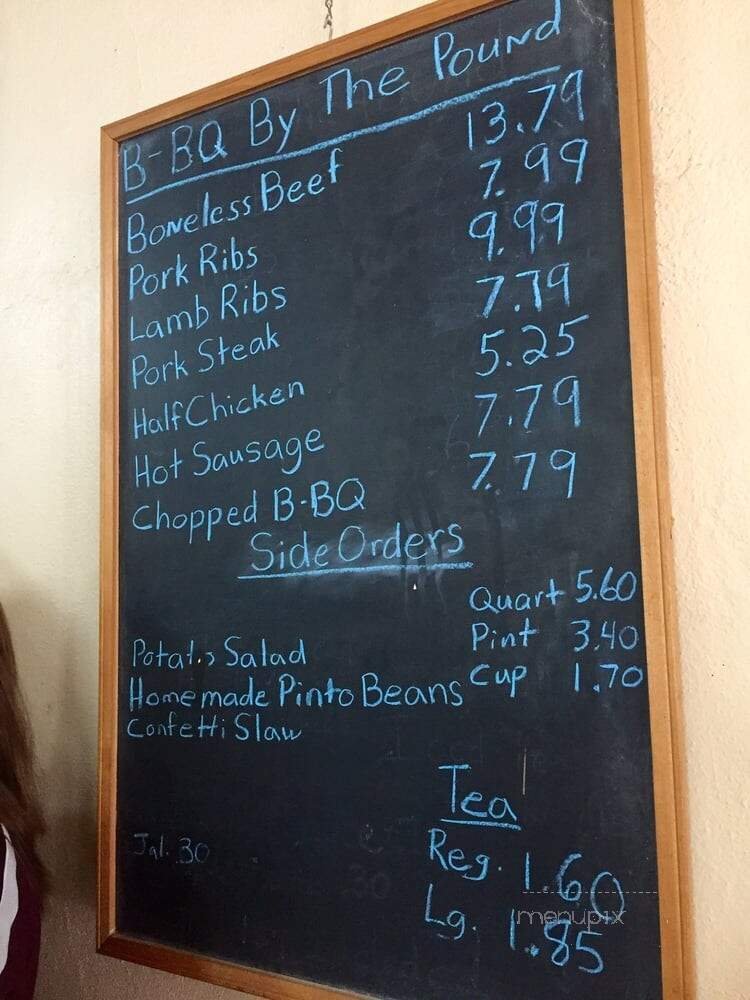 B-BQ By The Pound
Boneless Beef 13.79
Pork Ribs 7.99
Lamb Ribs 9.99
Pork Steak 7.79
Half Chicken 5.25
Hot Sausage 7.79
Chopped B-BQ 7.79
Side Orders
Quart 5.60
Potato Salad Pint 3.40
Homemade Pinto Beans Cup 1.70
Confetti Slaw
Tea
Jal. 30 Reg. 1.60
Lg. 1.85
menupix